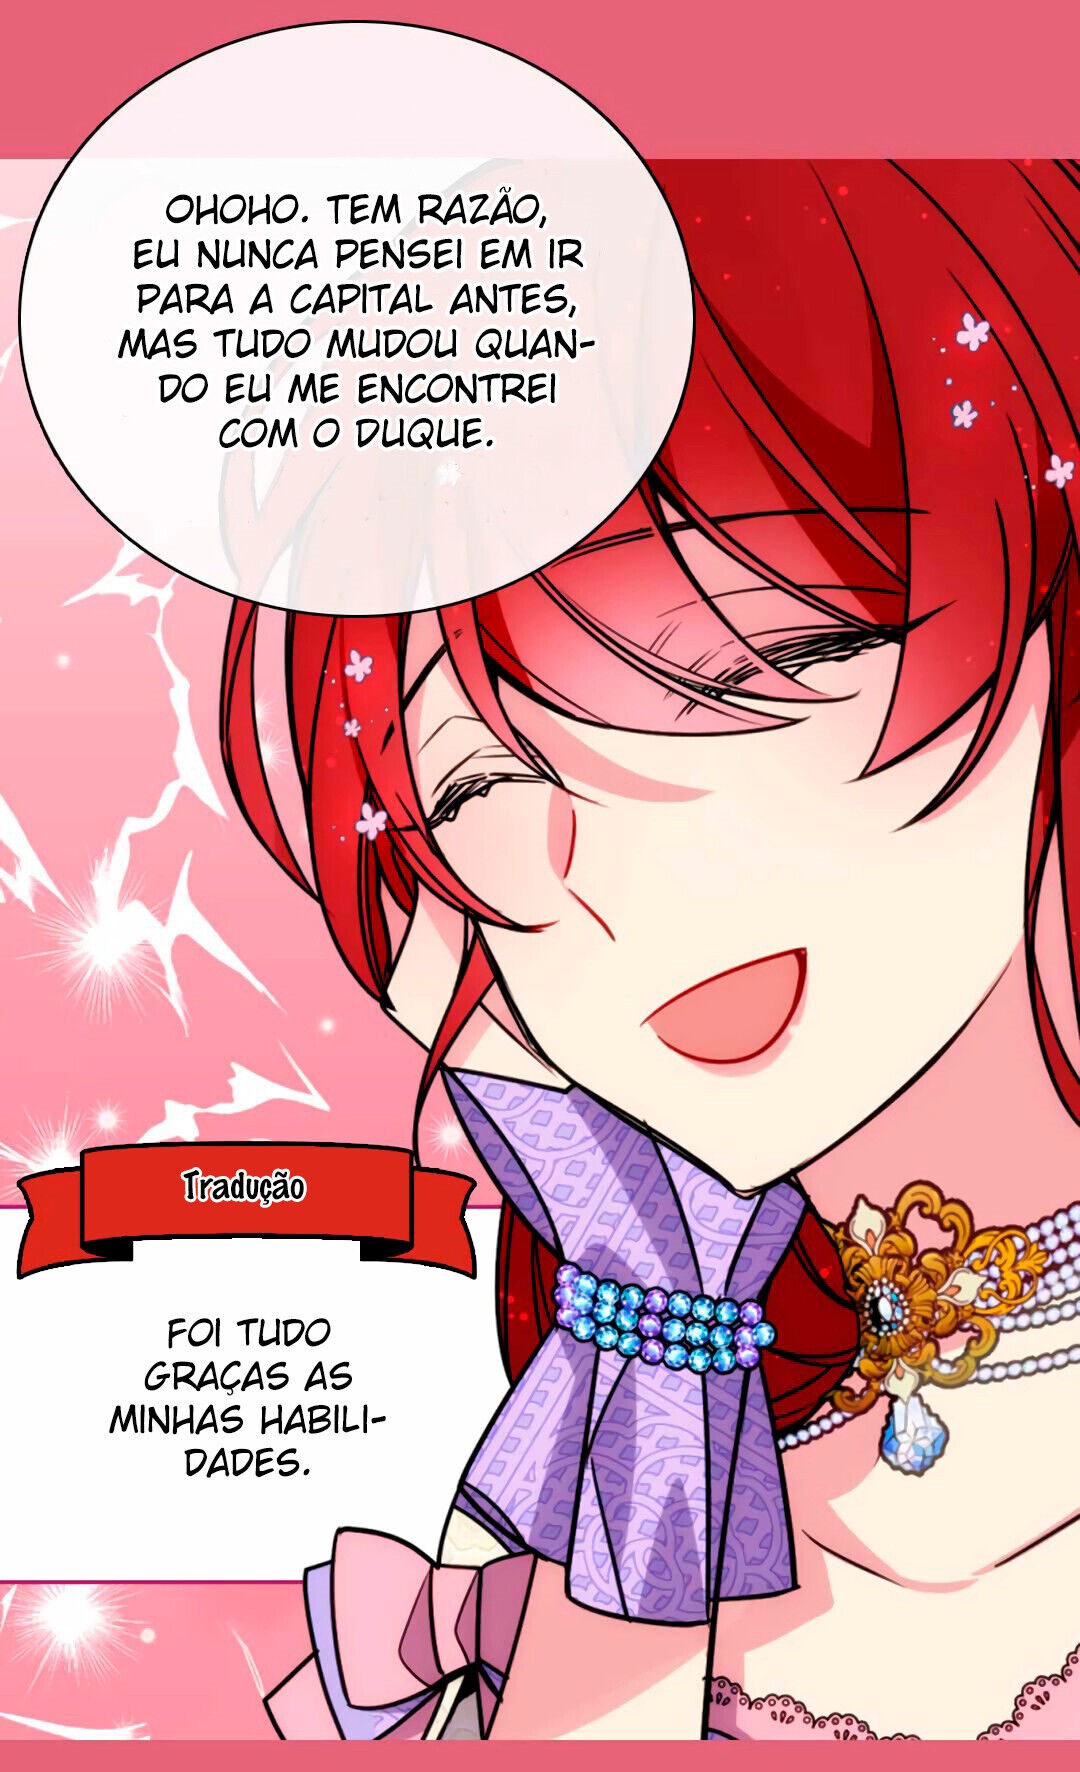 OHOHO. TEM RAZÃO,
EU NUNCA PENSEI EM IR
PARA A CAPITAL ANTES,
MAS TUDO MUDOU QUAN-
DO EU ME ENCONTREI
COM O DUQUE.
Tradução
FOI TUDO
GRAÇAS AS
MINHAS HABILI-
DADES.